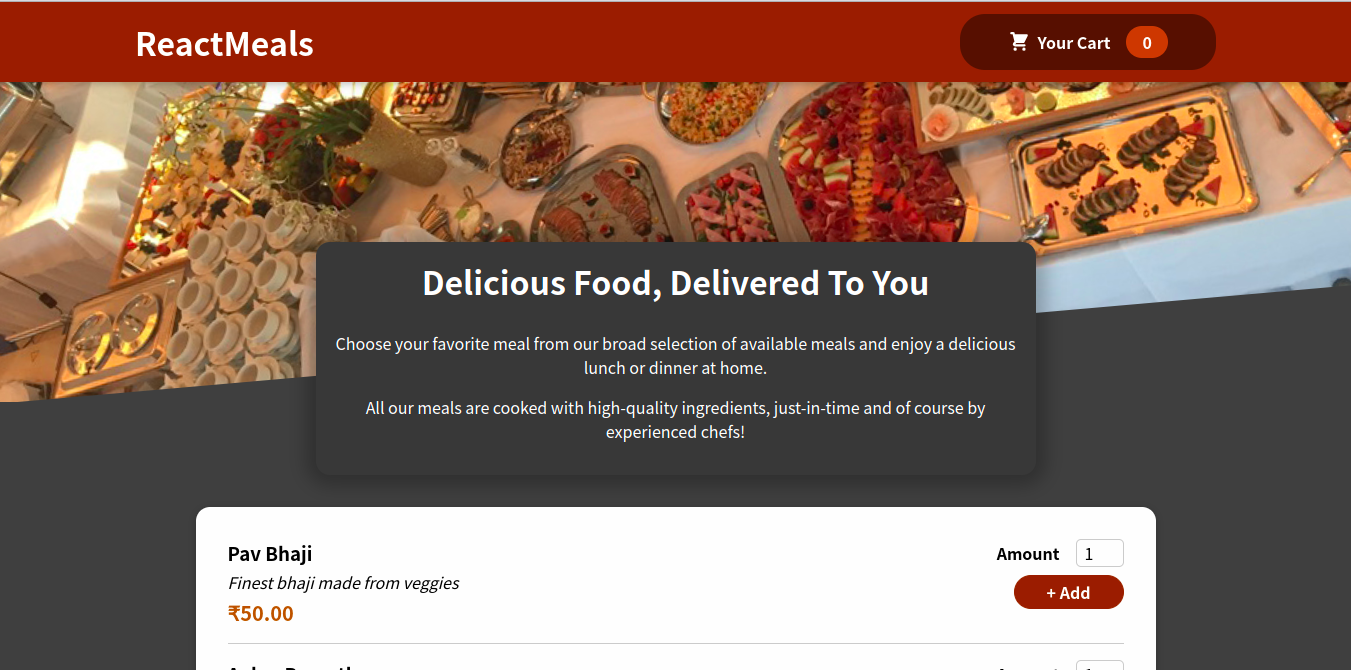 ReactMeals
Your Cart 0
Delicious Food, Delivered To You
Choose your favorite meal from our broad selection of available meals and enjoy a delicious
lunch or dinner at home.
All our meals are cooked with high-quality ingredients, just-in-time and of course by
experienced chefs!
Pav Bhaji
Amount 1
Finest bhaji made from veggies
+ Add
₹50.00